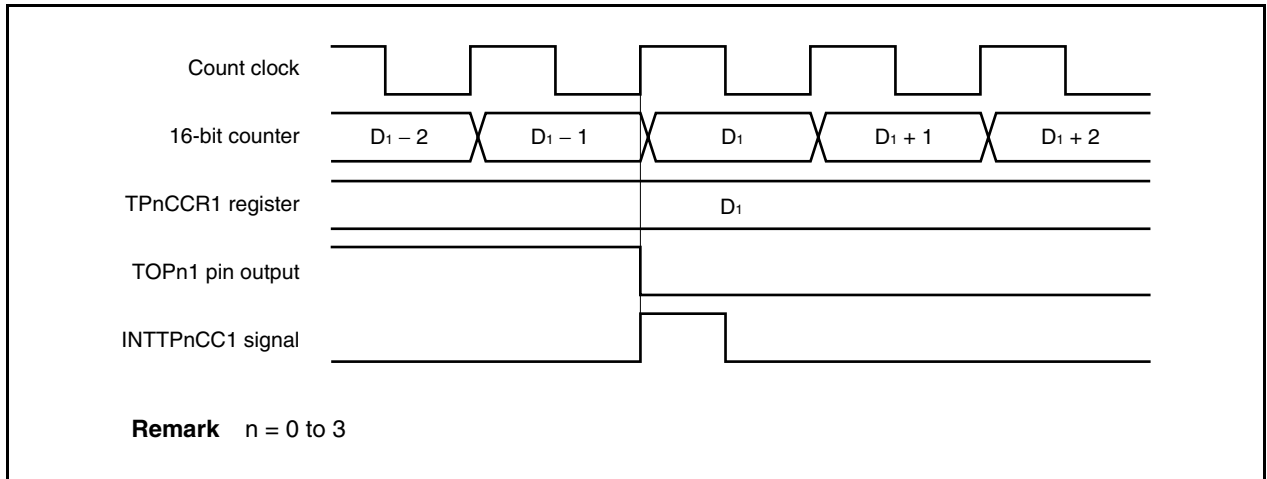 Count clock
16-bit counter D₁ − 2 D₁ − 1 D₁ D₁ + 1 D₁ + 2
TPnCCR1 register D₁
TOPn1 pin output
INTTPnCC1 signal
Remark n = 0 to 3